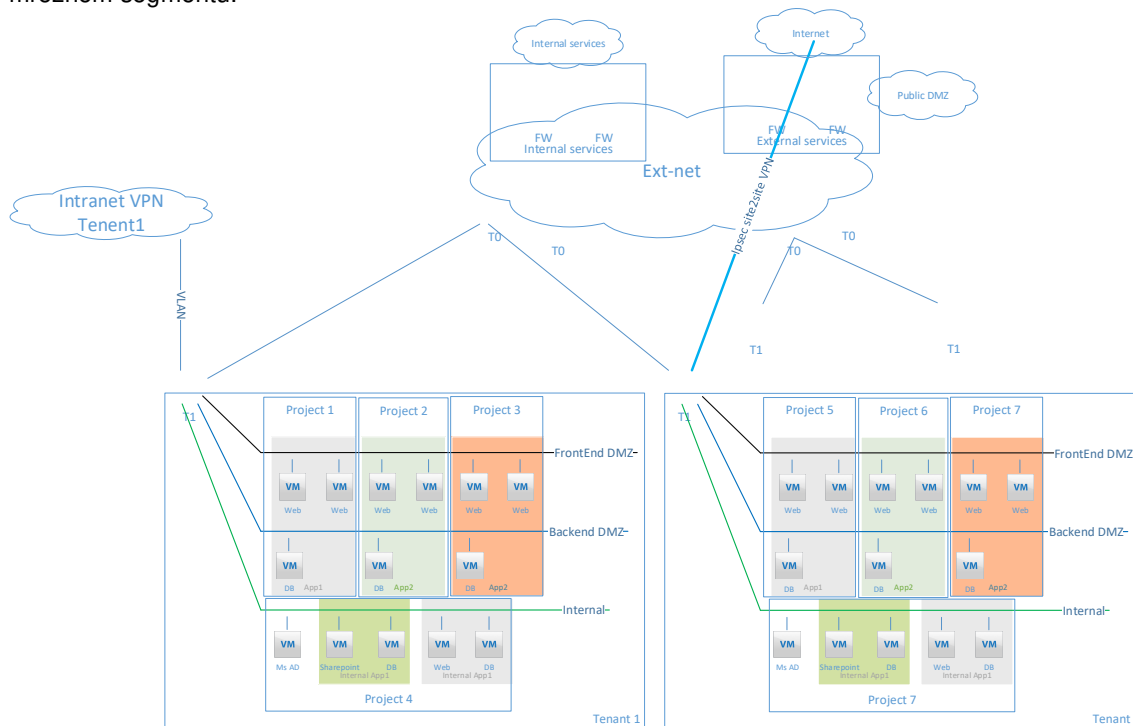 mrežnom segmentu.
Internal services
Internet
Public DMZ
FW FW
Internal services
FW FW
External services
Ext-net
Ipsec site2site VPN
Intranet VPN
Tenent1
VLAN
T0
T0
T0
T0
T1
T1
T1
Project 1
Project 2
Project 3
FrontEnd DMZ
VM VM VM VM VM VM
Web Web Web Web Web Web
Backend DMZ
VM VM VM
DB App1 DB App2 DB App2
Internal
VM VM VM VM VM
Ms AD Sharepoint DB Web DB
Internal App1 Internal App1
Project 4
Tenant 1
T1
Project 5
Project 6
Project 7
FrontEnd DMZ
VM VM VM VM VM VM
Web Web Web Web Web Web
Backend DMZ
VM VM VM
DB App1 DB App2 DB App2
Internal
VM VM VM VM VM
Ms AD Sharepoint DB Web DB
Internal App1 Internal App1
Project 7
Tenant